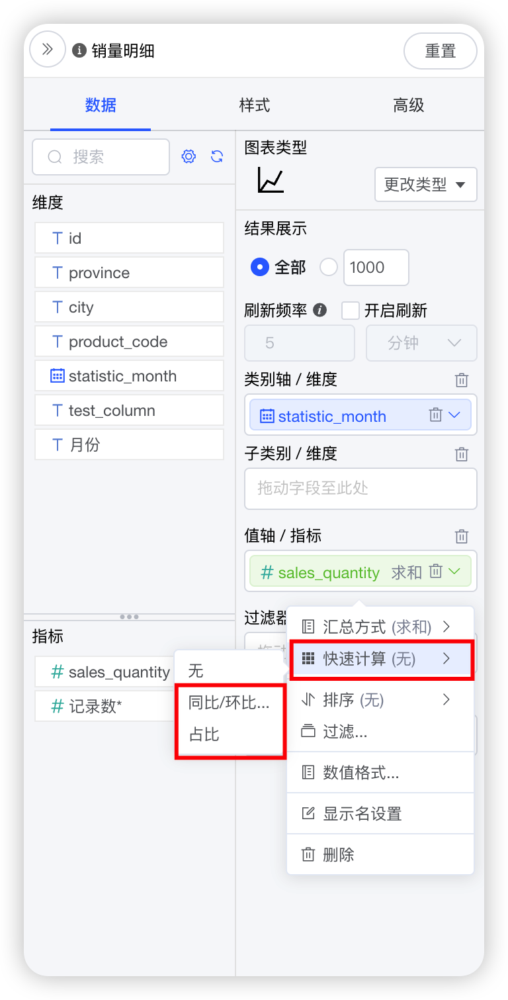 销量明细
重置
数据
样式
高级
搜索
维度
id
province
city
product_code
statistic_month
test_column
月份
指标
sales_quantity
记录数*
图表类型
更改类型
结果展示
全部
1000
刷新频率
开启刷新
5
分钟
类别轴 / 维度
statistic_month
子类别 / 维度
拖动字段至此处
值轴 / 指标
sales_quantity 求和
过滤器
汇总方式 (求和)
快速计算 (无)
排序 (无)
过滤...
数值格式...
显示名设置
删除
无
同比/环比...
占比